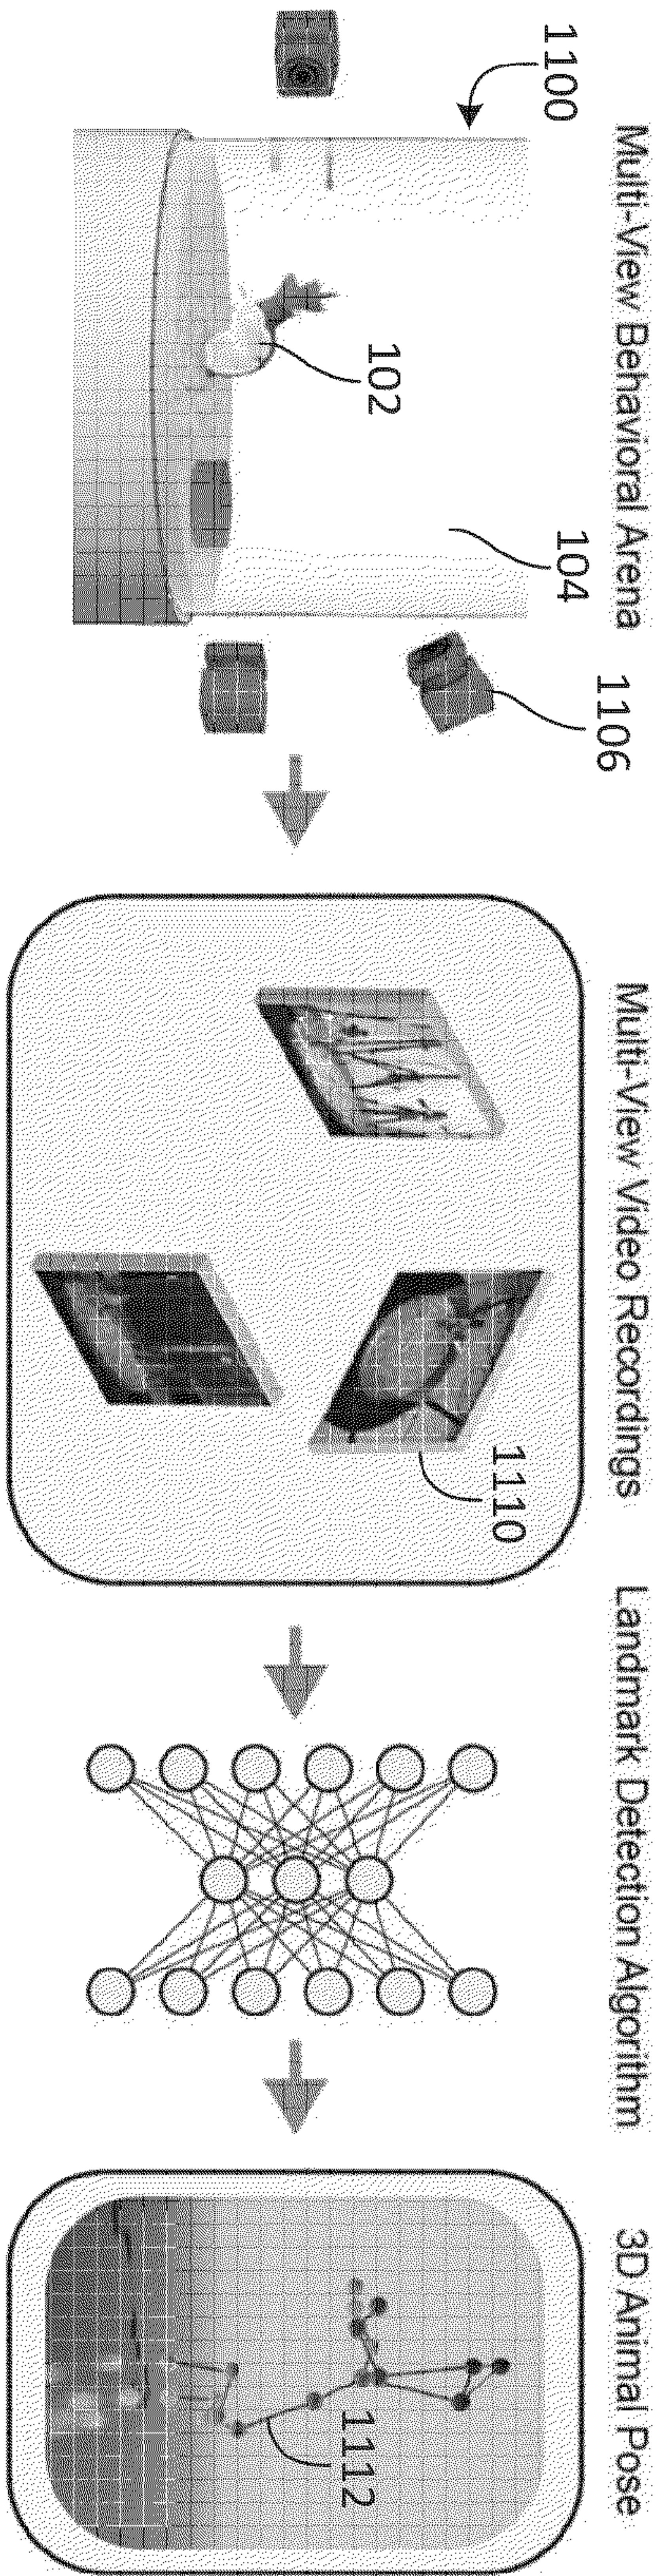 Multi-View Behavioral Arena
Multi-View Video Recordings
Landmark Detection Algorithm
3D Animal Pose
1100
102
104
1106
1110
1112